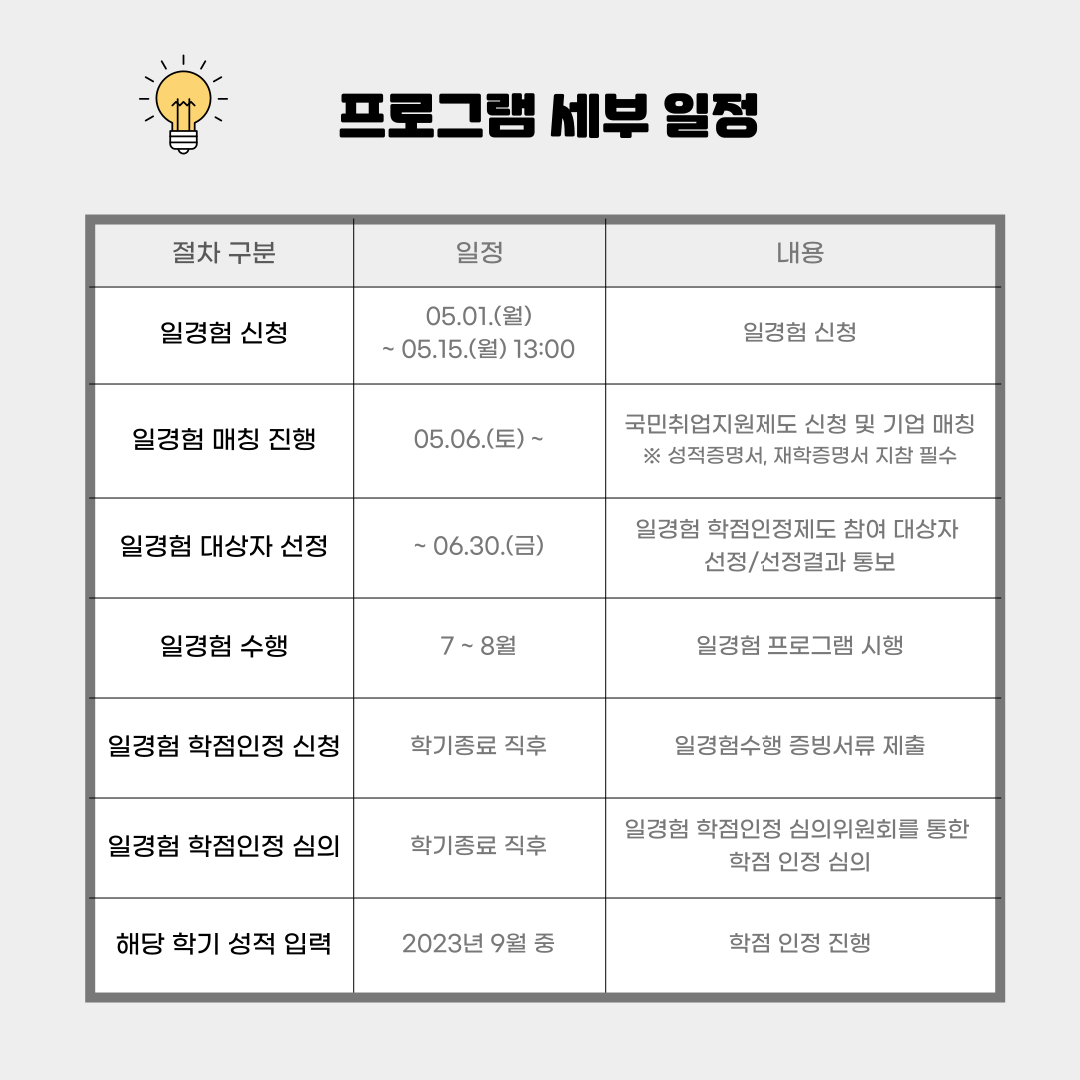 프로그램 세부 일정
절차 구분
일정
내용
일경험 신청
05.01.(월)
~ 05.15.(월) 13:00
일경험 신청
일경험 매칭 진행
05.06.(토) ~
국민취업지원제도 신청 및 기업 매칭
※ 성적증명서, 재학증명서 지참 필수
일경험 대상자 선정
~ 06.30.(금)
일경험 학점인정제도 참여 대상자
선정/선정결과 통보
일경험 수행
7 ~ 8월
일경험 프로그램 시행
일경험 학점인정 신청
학기종료 직후
일경험수행 증빙서류 제출
일경험 학점인정 심의
학기종료 직후
일경험 학점인정 심의위원회를 통한
학점 인정 심의
해당 학기 성적 입력
2023년 9월 중
학점 인정 진행